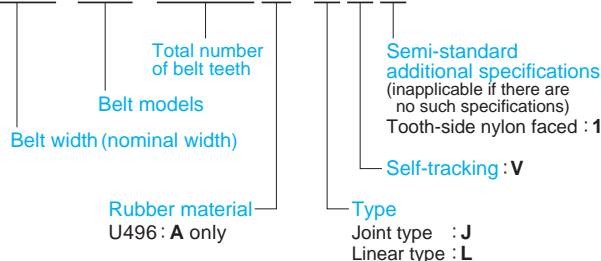 Total number
of belt teeth
Belt models
Belt width (nominal width)
Semi-standard
additional specifications
(inapplicable if there are
no such specifications)
Tooth-side nylon faced : 1
Self-tracking : V
Rubber material
U496 : A only
Type
Joint type : J
Linear type : L